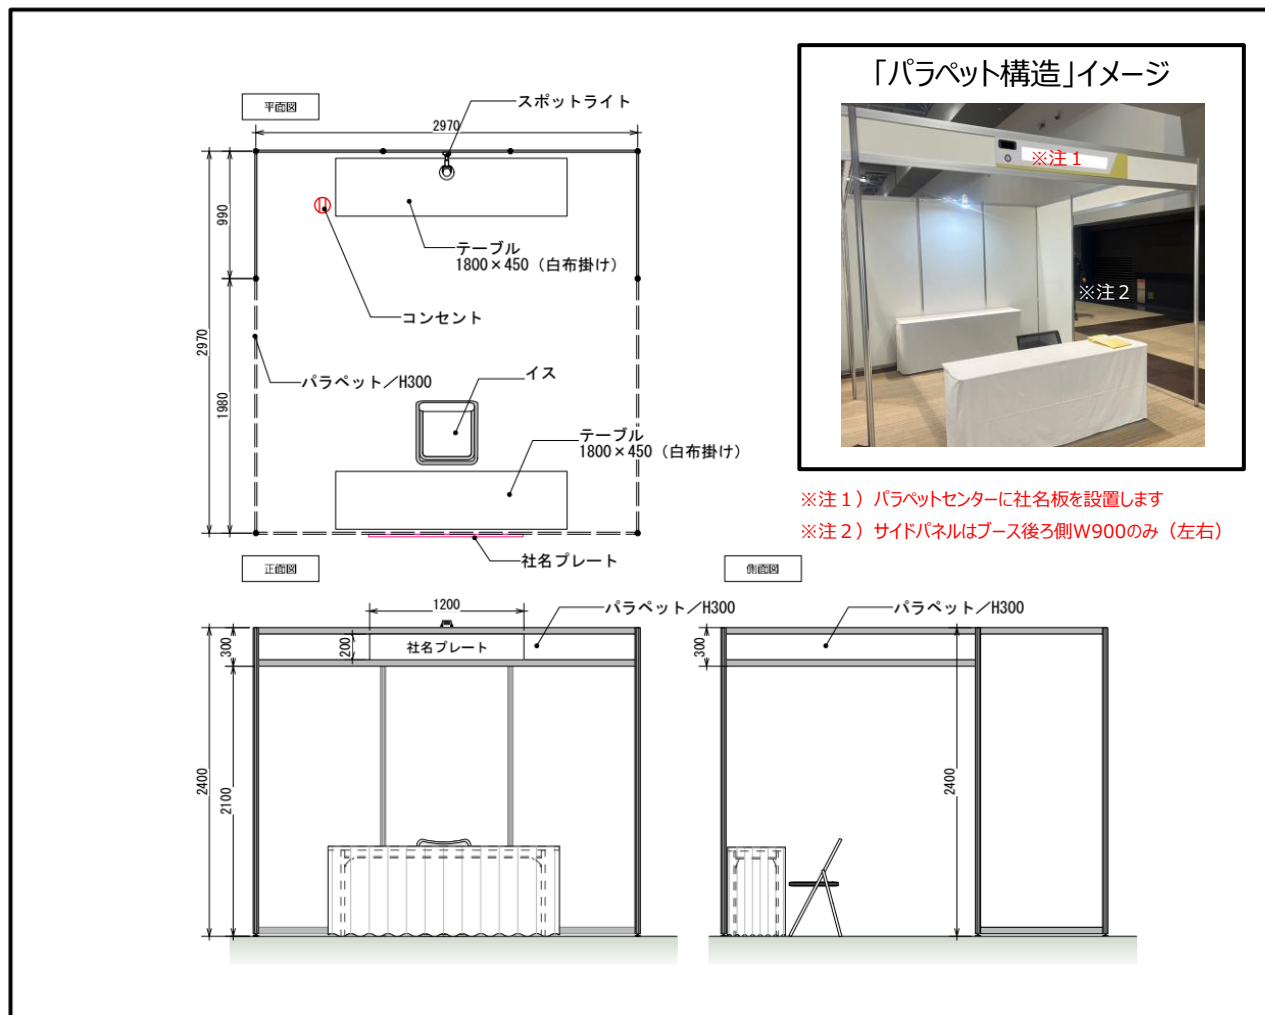 「パラペット構造」イメージ
※注１
※注２
※注１）パラペットセンターに社名板を設置します
※注２）サイドパネルはブース後ろ側W900のみ（左右）
平面図
スポットライト
2970
990
2970
1980
テーブル
1800×450（白布掛け）
コンセント
パラペット／H300
イス
テーブル
1800×450（白布掛け）
社名プレート
正面図
1200
パラペット／H300
300
200
社名プレート
2400
2100
側面図
パラペット／H300
300
2400